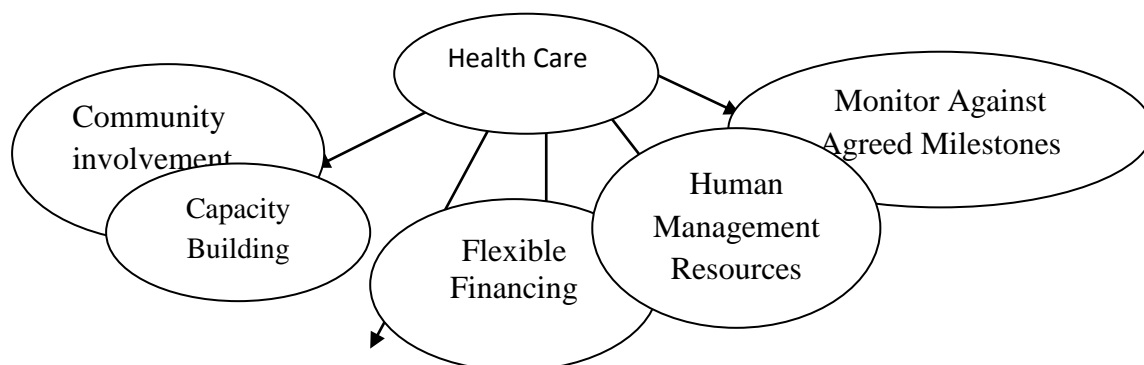 Health Care
Community
involvement
Capacity
Building
Flexible
Financing
Human
Management
Resources
Monitor Against
Agreed Milestones